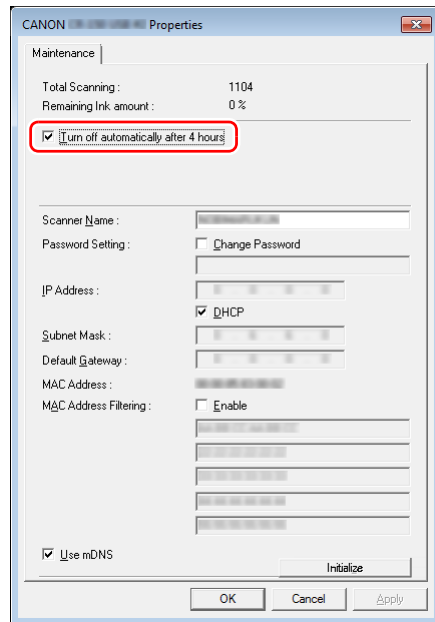 CANON Properties
Maintenance
Total Scanning : 1104
Remaining Ink amount : 0 %
Turn off automatically after 4 hours
Scanner Name :
Password Setting : Change Password
IP Address :
DHCP
Subnet Mask :
Default Gateway :
MAC Address :
MAC Address Filtering : Enable
Use mDNS
Initialize
OK Cancel Apply